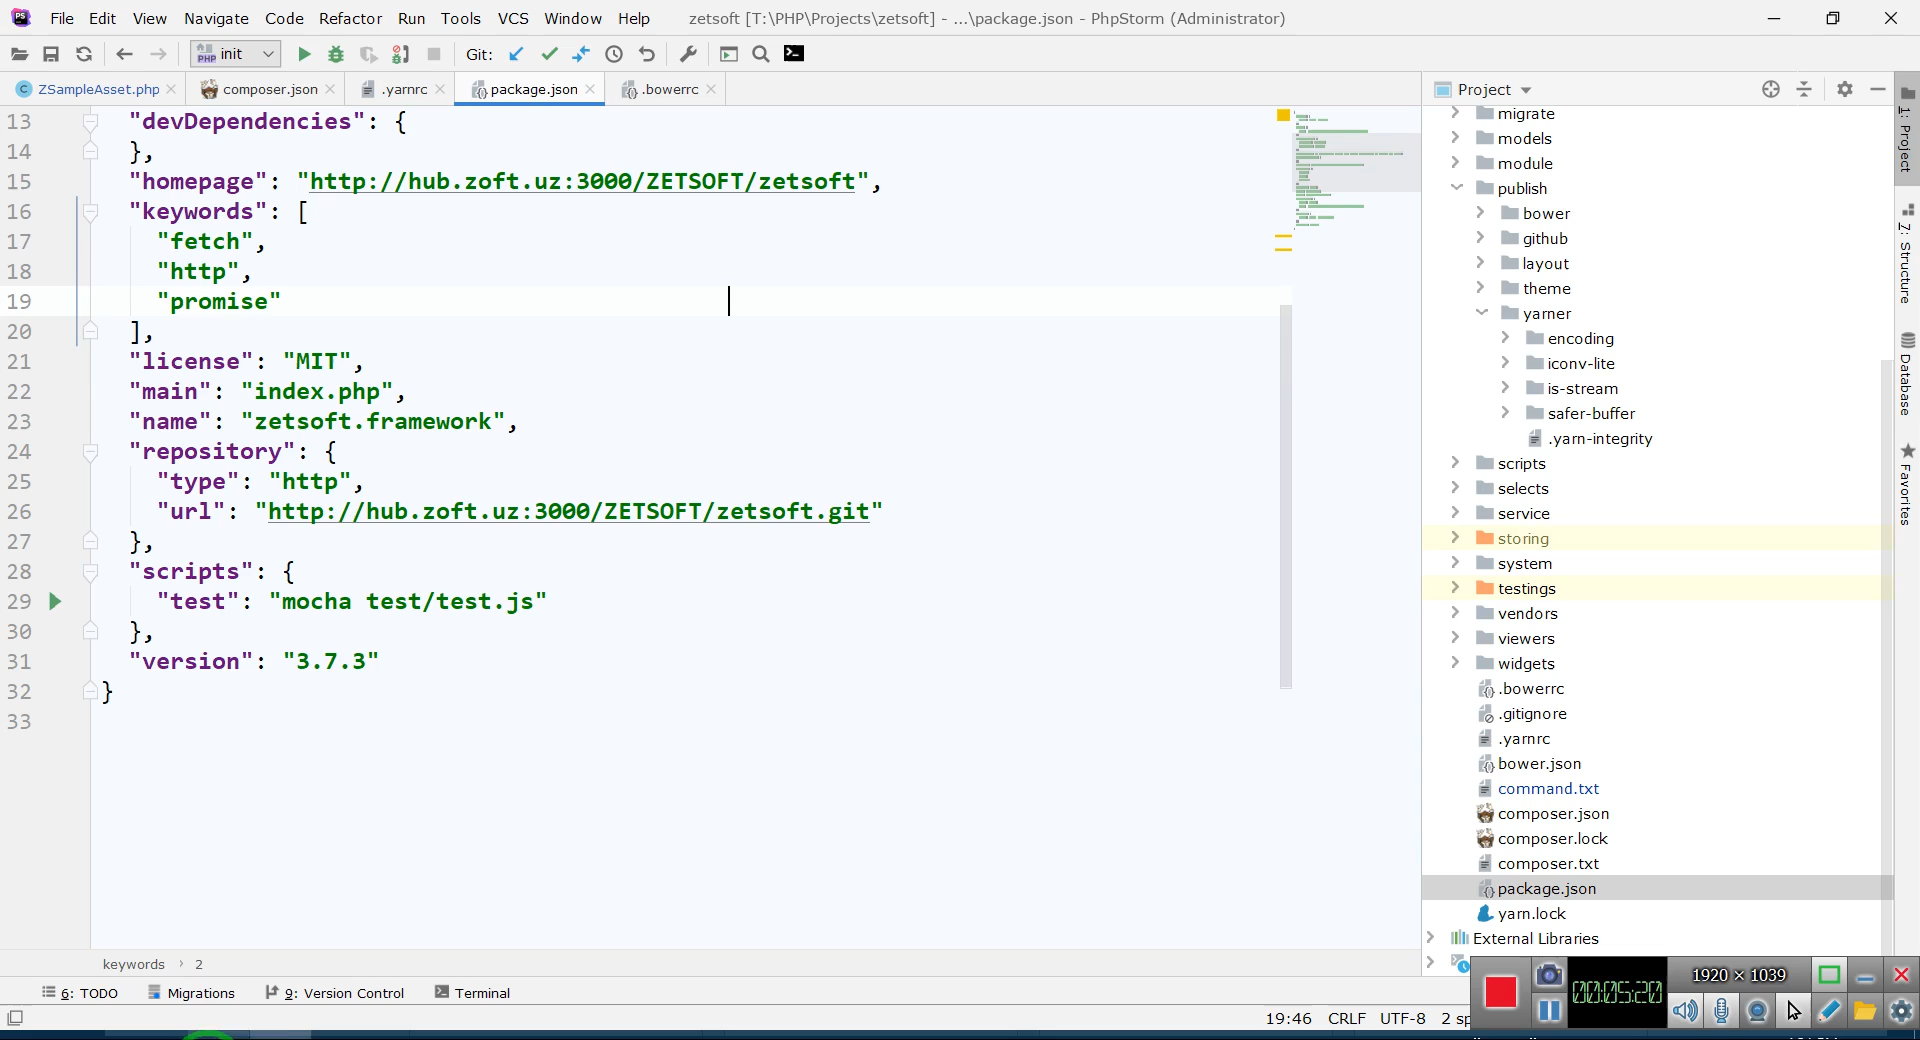 File Edit View Navigate Code Refactor Run Tools VCS Window Help zetsoft [T:\PHP\Projects\zetsoft] - ...\package.json - PhpStorm (Administrator)
init Git:
ZSampleAsset.php composer.json .yarnrc package.json .bowerrc
13 "devDependencies": {
14 },
15 "homepage": "http://hub.zoft.uz:3000/ZETSOFT/zetsoft",
16 "keywords": [
17 "fetch",
18 "http",
19 "promise"
20 ],
21 "license": "MIT",
22 "main": "index.php",
23 "name": "zetsoft.framework",
24 "repository": {
25 "type": "http",
26 "url": "http://hub.zoft.uz:3000/ZETSOFT/zetsoft.git"
27 },
28 "scripts": {
29 "test": "mocha test/test.js"
30 },
31 "version": "3.7.3"
32 }
33
keywords › 2
Project
migrate
models
module
publish
bower
github
layout
theme
yarner
encoding
iconv-lite
is-stream
safer-buffer
.yarn-integrity
scripts
selects
service
storing
system
testings
vendors
viewers
widgets
.bowerrc
.gitignore
.yarnrc
bower.json
command.txt
composer.json
composer.lock
composer.txt
package.json
yarn.lock
External Libraries
1: Project
7: Structure
Database
Favorites
6: TODO Migrations 9: Version Control Terminal
19:46 CRLF UTF-8 2 sp
00:05:20 1920 × 1039